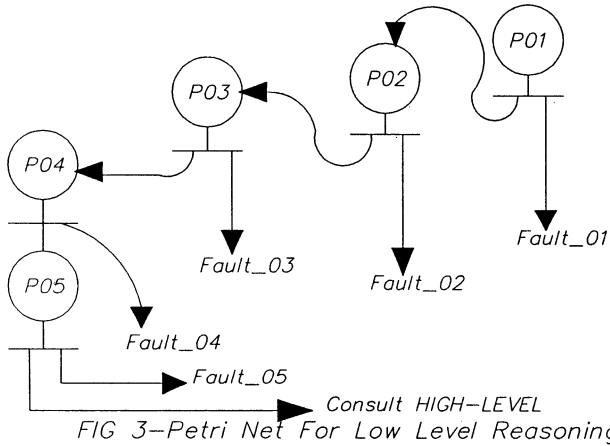 P01
P02
P03
P04
P05
Fault_01
Fault_02
Fault_03
Fault_04
Fault_05
Consult HIGH-LEVEL
FIG 3-Petri Net For Low Level Reasoning